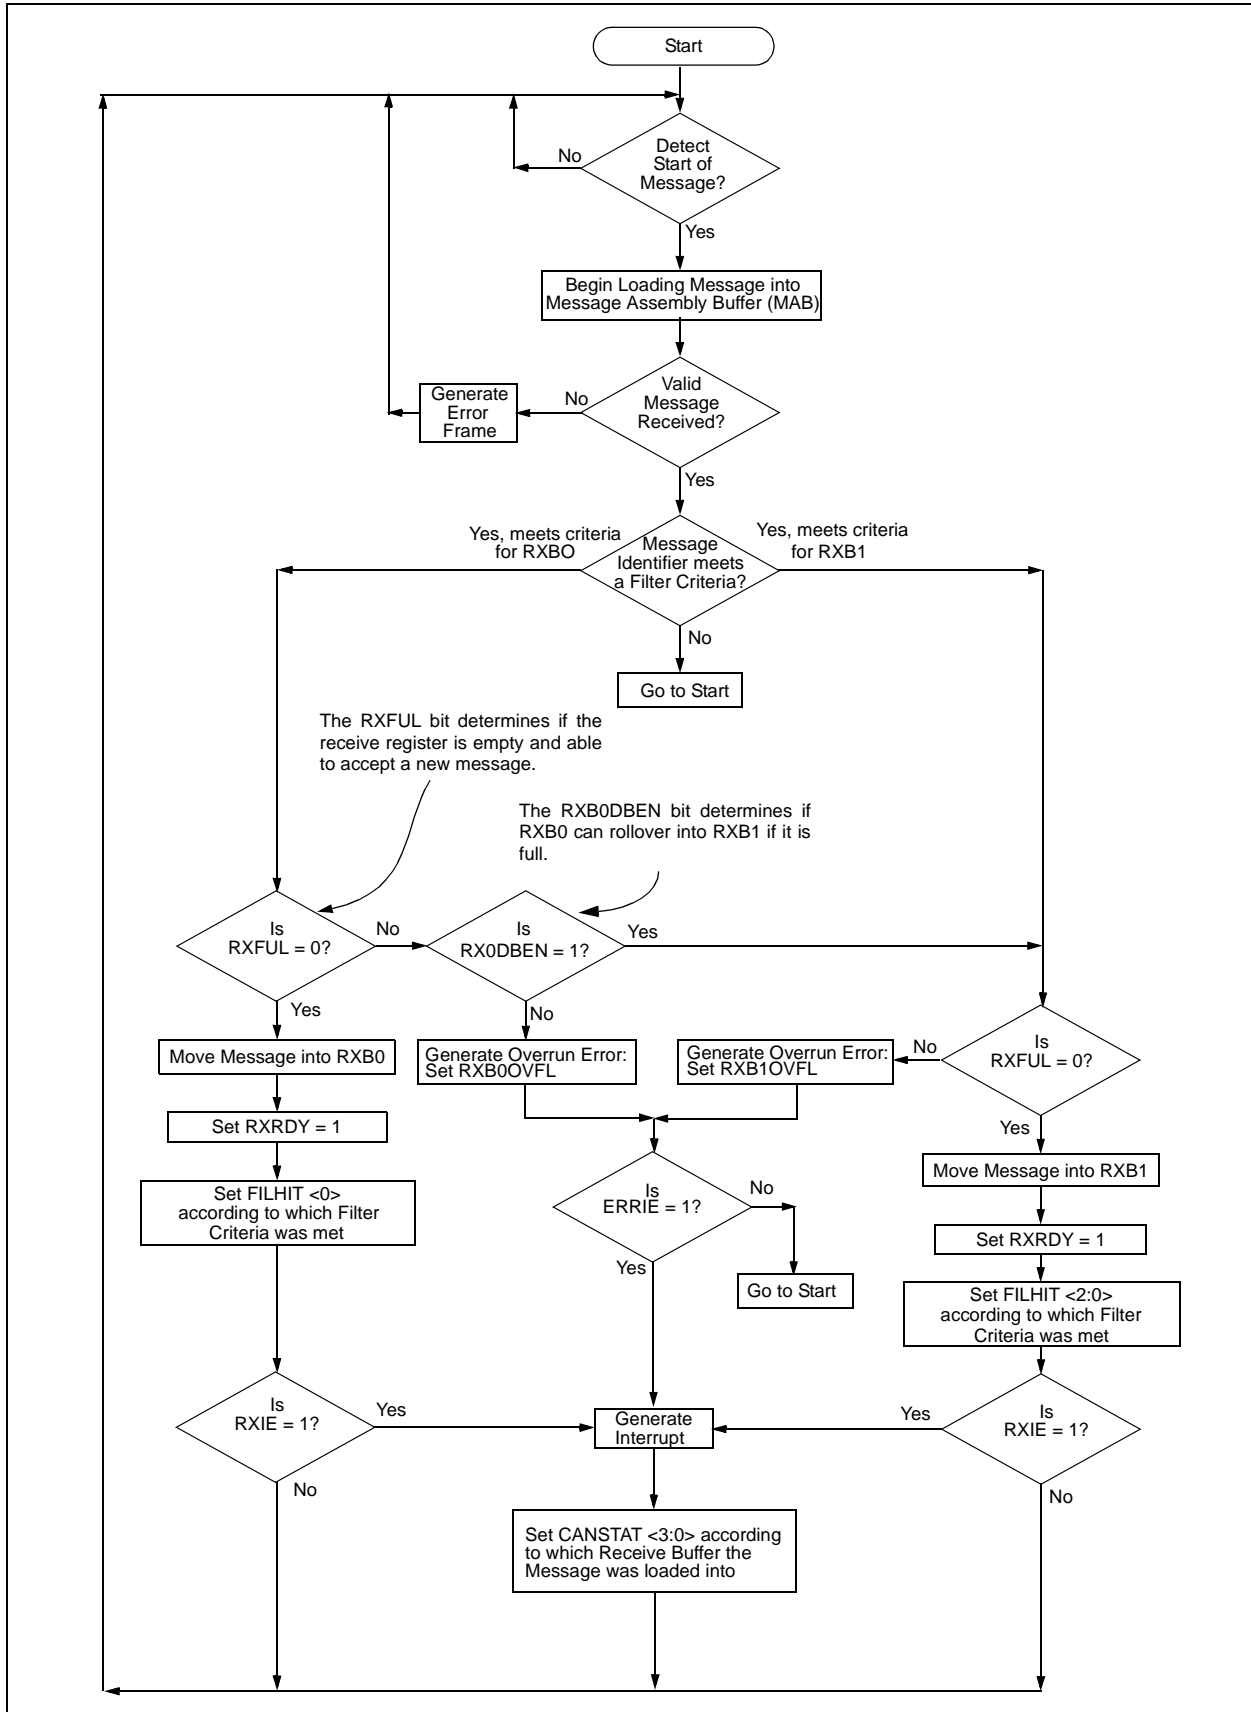 Start
Detect
Start of
Message?
No
Yes
Begin Loading Message into
Message Assembly Buffer (MAB)
Valid
Message
Received?
No
Generate
Error
Frame
Yes
Yes, meets criteria
for RXBO
Message
Identifier meets
a Filter Criteria?
Yes, meets criteria
for RXB1
No
Go to Start
The RXFUL bit determines if the
receive register is empty and able
to accept a new message.
The RXB0DBEN bit determines if
RXB0 can rollover into RXB1 if it is
full.
Is
RXFUL = 0?
No
Is
RX0DBEN = 1?
Yes
Yes
No
Is
RXFUL = 0?
No
Move Message into RXB0
Generate Overrun Error:
Set RXB0OVFL
Generate Overrun Error:
Set RXB1OVFL
Set RXRDY = 1
Yes
Move Message into RXB1
Set FILHIT <0>
according to which Filter
Criteria was met
Is
ERRIE = 1?
No
Yes
Go to Start
Set RXRDY = 1
Set FILHIT <2:0>
according to which Filter
Criteria was met
Is
RXIE = 1?
Yes
Generate
Interrupt
Yes
Is
RXIE = 1?
No
No
Set CANSTAT <3:0> according
to which Receive Buffer the
Message was loaded into